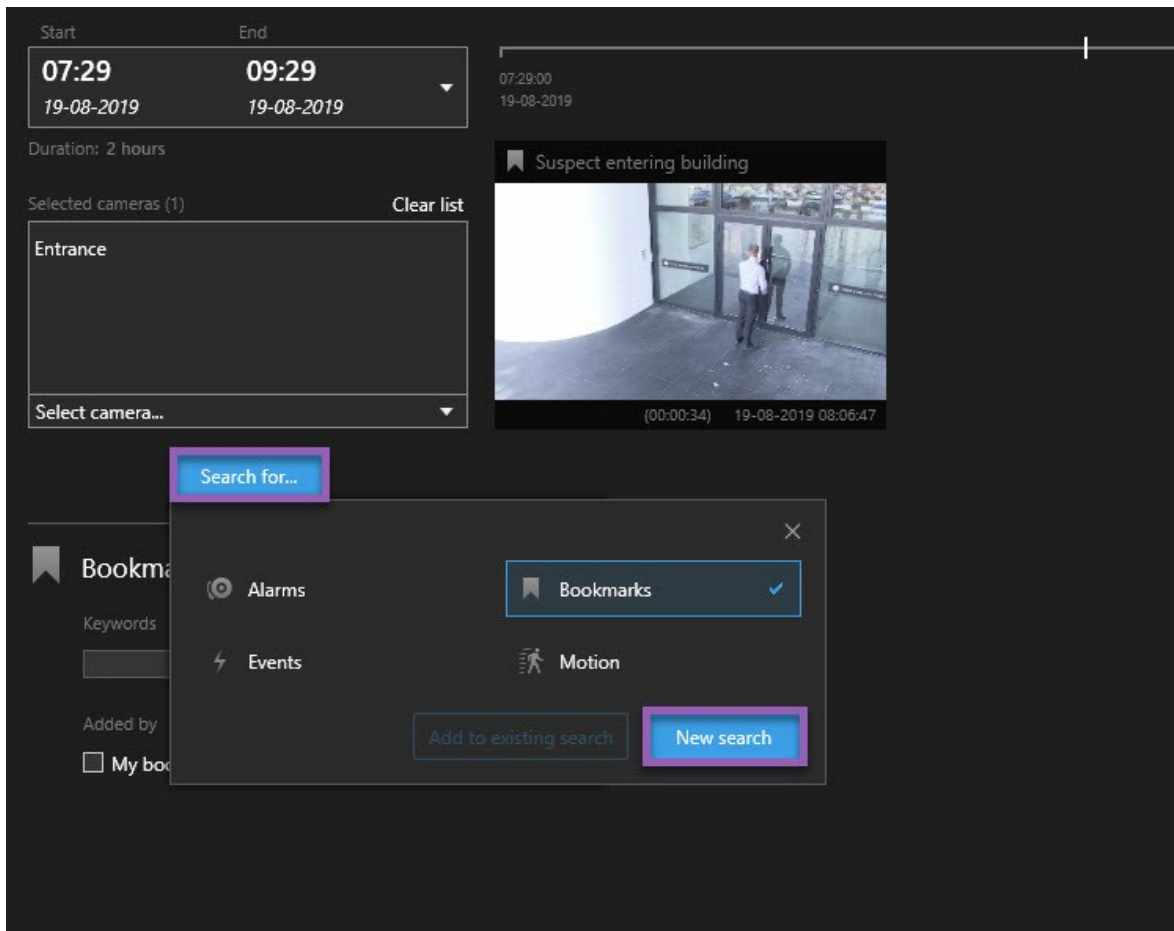 Start End
07:29 09:29
19-08-2019 19-08-2019
Duration: 2 hours
07:29:00
19-08-2019
Suspect entering building
(00:00:34) 19-08-2019 08:06:47
Selected cameras (1) Clear list
Entrance
Select camera...
Search for...
Bookma
Keywords
Added by
My boo
Alarms Bookmarks
Events Motion
Add to existing search New search